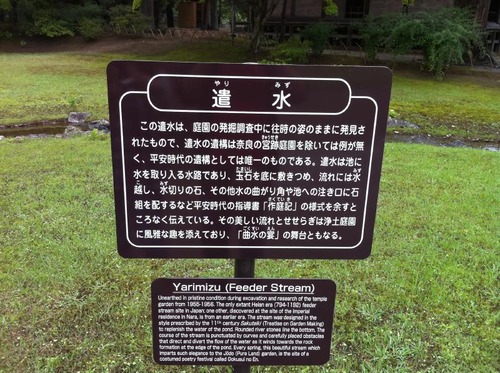 やり みず
遣水
この遣水は、庭園の発掘調査中に往時の姿のままに発見さ
れたもので、遣水の遺構は奈良の宮跡庭園を除いては例が無
く、平安時代の遺構としては唯一のものである。遣水は池に
水を取り入る水路であり、玉石を底に敷きつめ、流れには水
越し、水切りの石、その他水の曲がり角や池への注ぎ口に石
組を配するなど平安時代の指導書「作庭記」の様式を余すと
ころなく伝えている。その美しい流れとせせらぎは浄土庭園
に風雅な趣を添えており、「曲水の宴」の舞台ともなる。
Yarimizu (Feeder Stream)
Unearthed in pristine condition during excavation and research of the temple
garden from 1955-1958. The only extant Heian era (794-1192) feeder
stream site in Japan; one other, discovered at the site of the imperial
residence in Nara, is from an earlier era. The stream was designed in the
style prescribed by the 11th century Sakuteiki (Treatise on Garden Making)
to replenish the water of the pond. Rounded river stones line the bottom. The
course of the stream is punctuated by curves and carefully placed obstacles
that direct and divert the flow of the water as it winds towards the rock
formation at the edge of the pond. Every spring, this beautiful stream which
imparts such elegance to the Jōdo (Pure Land) garden, is the site of a
costumed poetry festival called Gokusui no En.